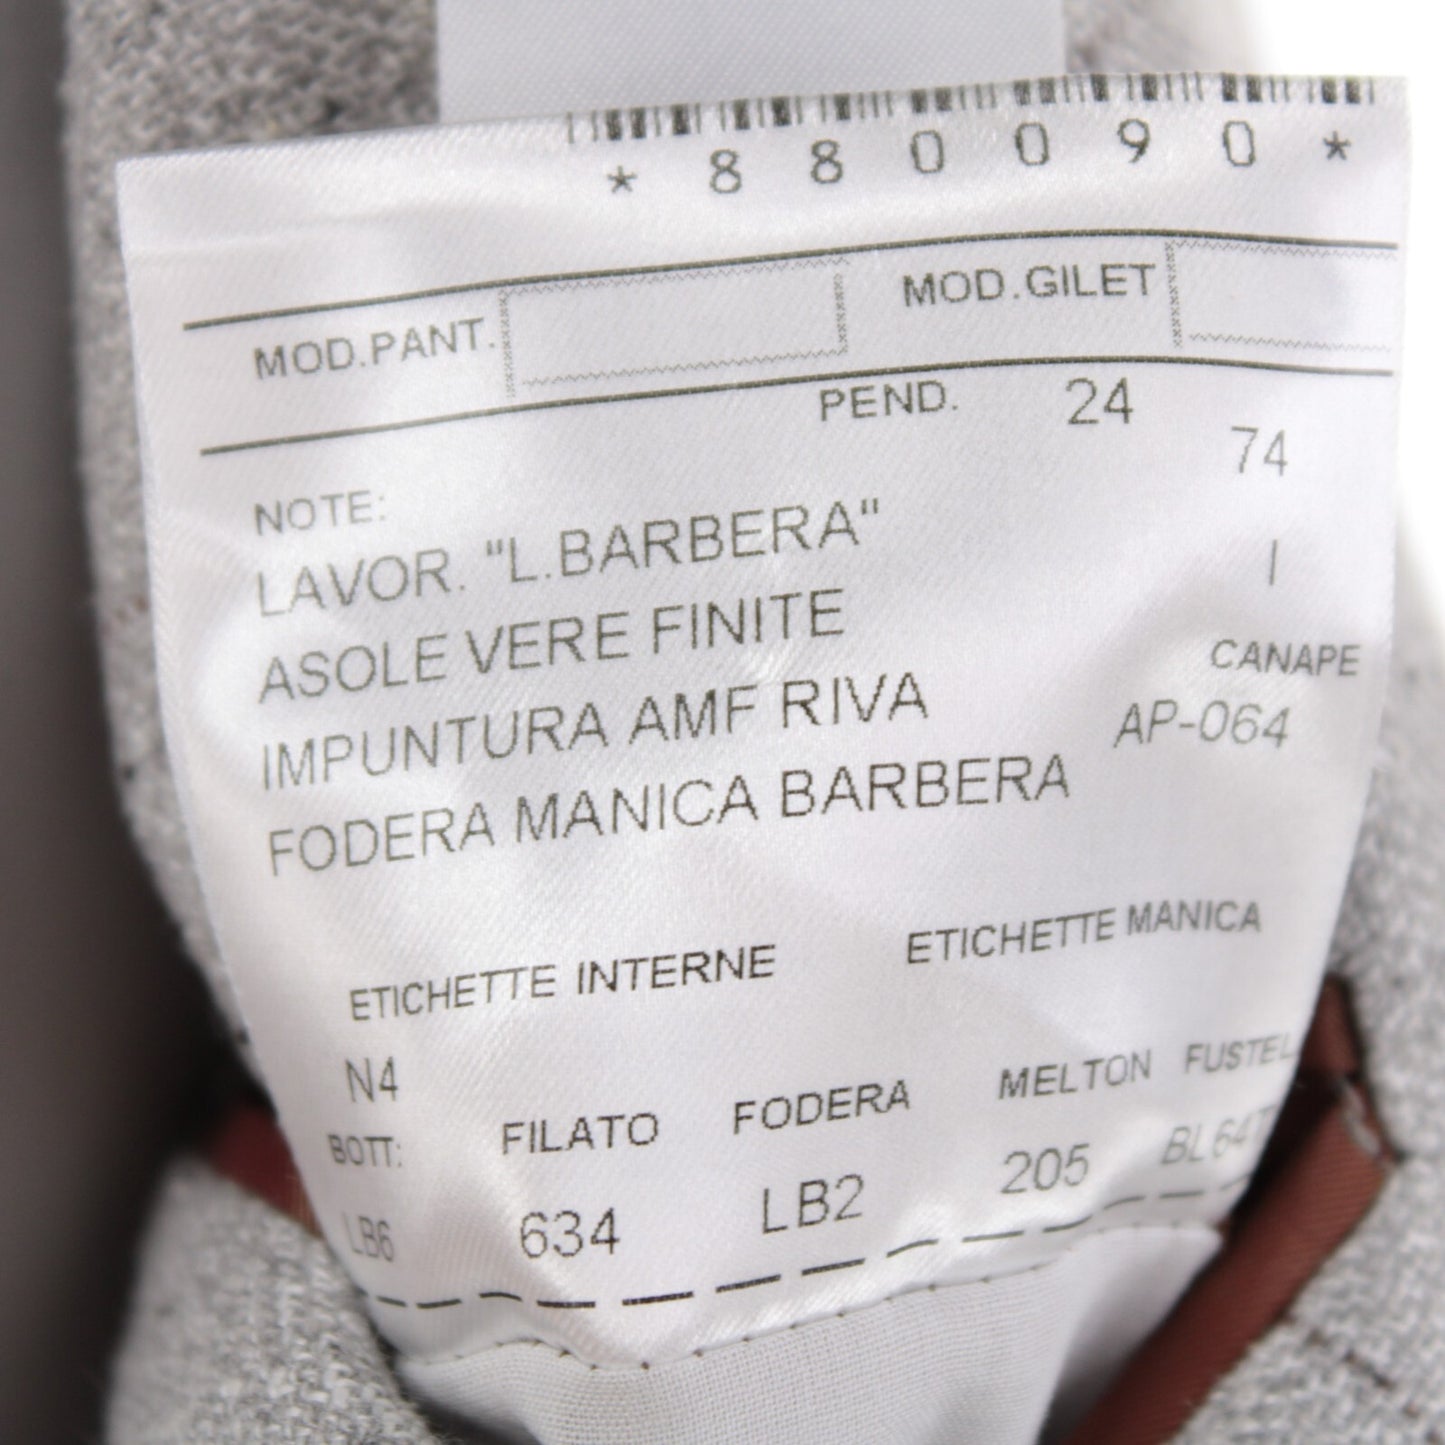 *880090*
MOD.PANT. MOD.GILET
PEND. 24
74
NOTE:
LAVOR. "L.BARBERA" I
ASOLE VERE FINITE CANAPE
IMPUNTURA AMF RIVA AP-064
FODERA MANICA BARBERA
ETICHETTE INTERNE ETICHETTE MANICA
N4
BOTT: FILATO FODERA MELTON
LB6 634 LB2 205